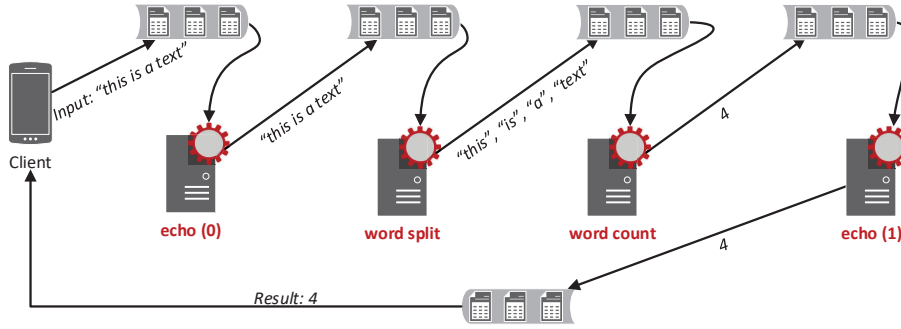 Input: “this is a text”
“this is a text”
“this”, “is”, “a”, “text”
4
Client
echo (0)
word split
word count
echo (1)
4
Result: 4